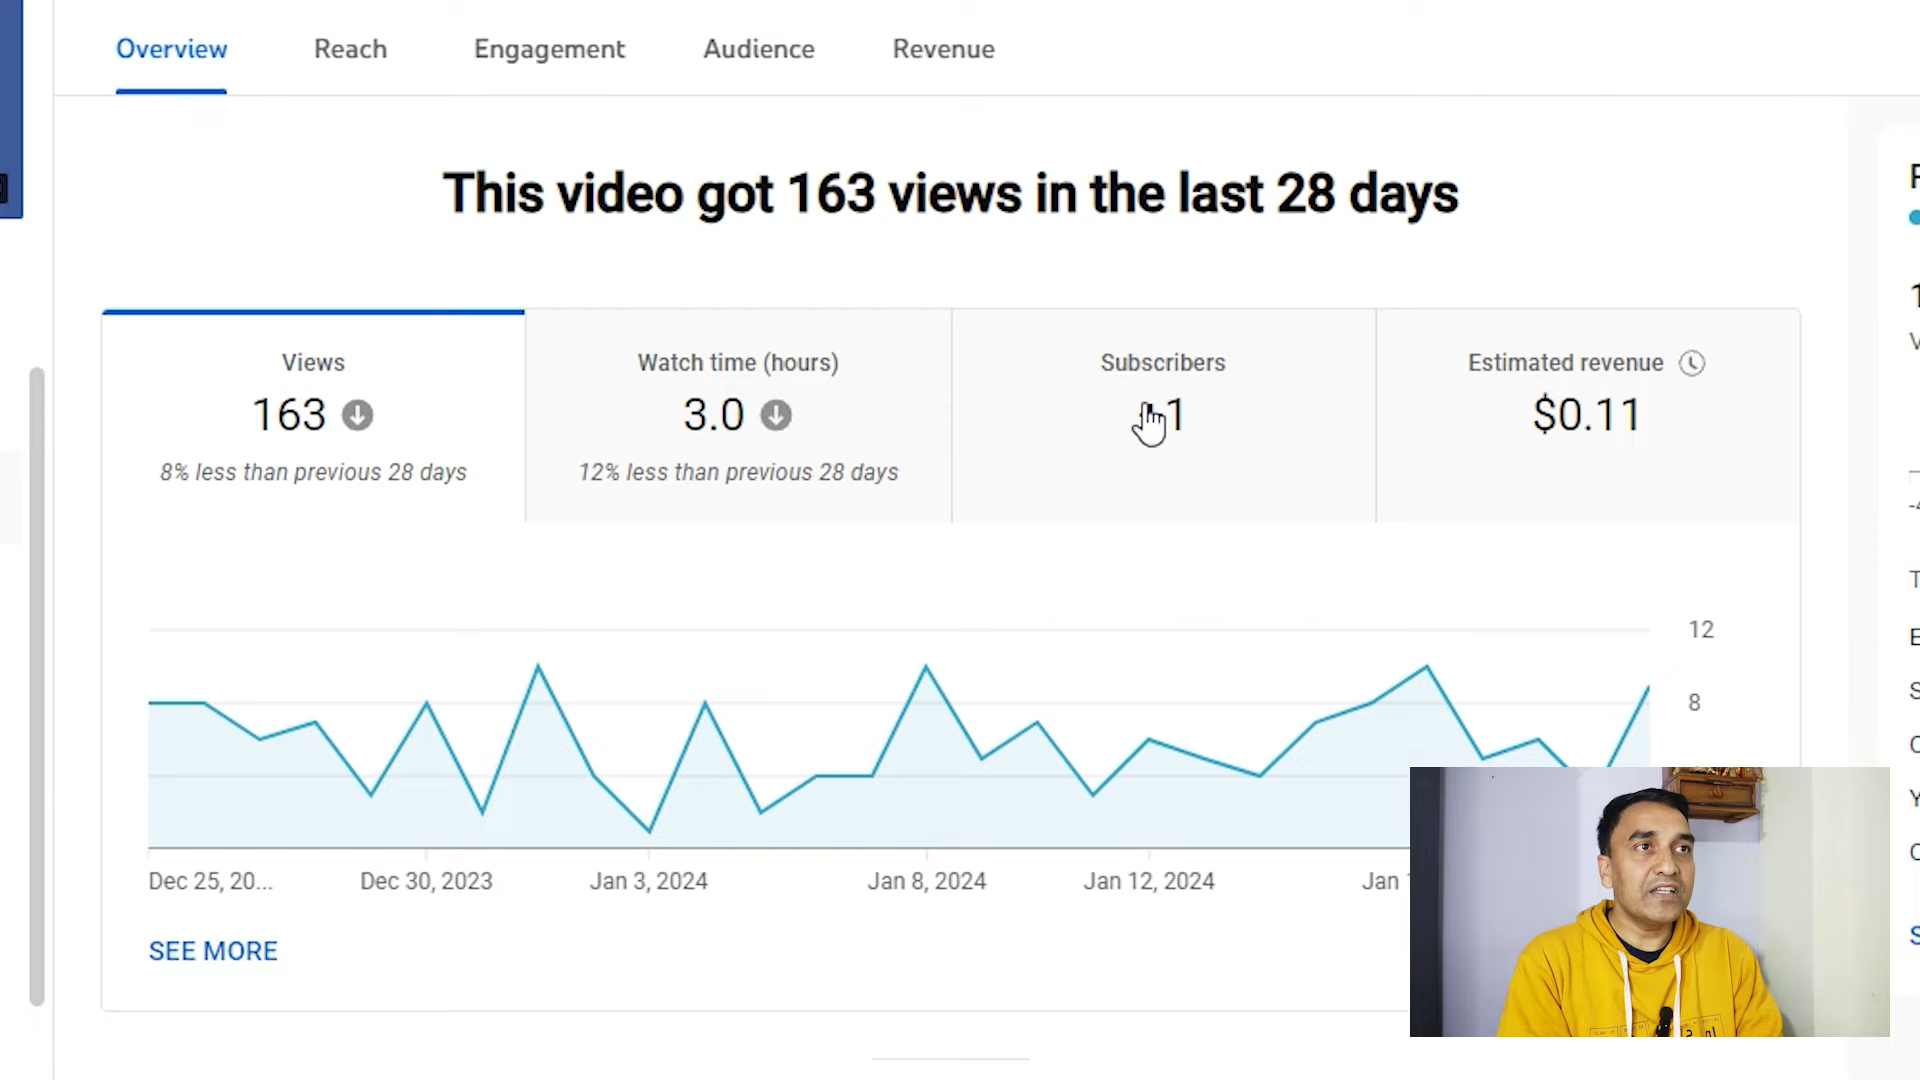 Overview Reach Engagement Audience Revenue
This video got 163 views in the last 28 days
Views
163
8% less than previous 28 days
Watch time (hours)
3.0
12% less than previous 28 days
Subscribers
1
Estimated revenue
$0.11
12
8
Dec 25, 20... Dec 30, 2023 Jan 3, 2024 Jan 8, 2024 Jan 12, 2024 Jan
SEE MORE